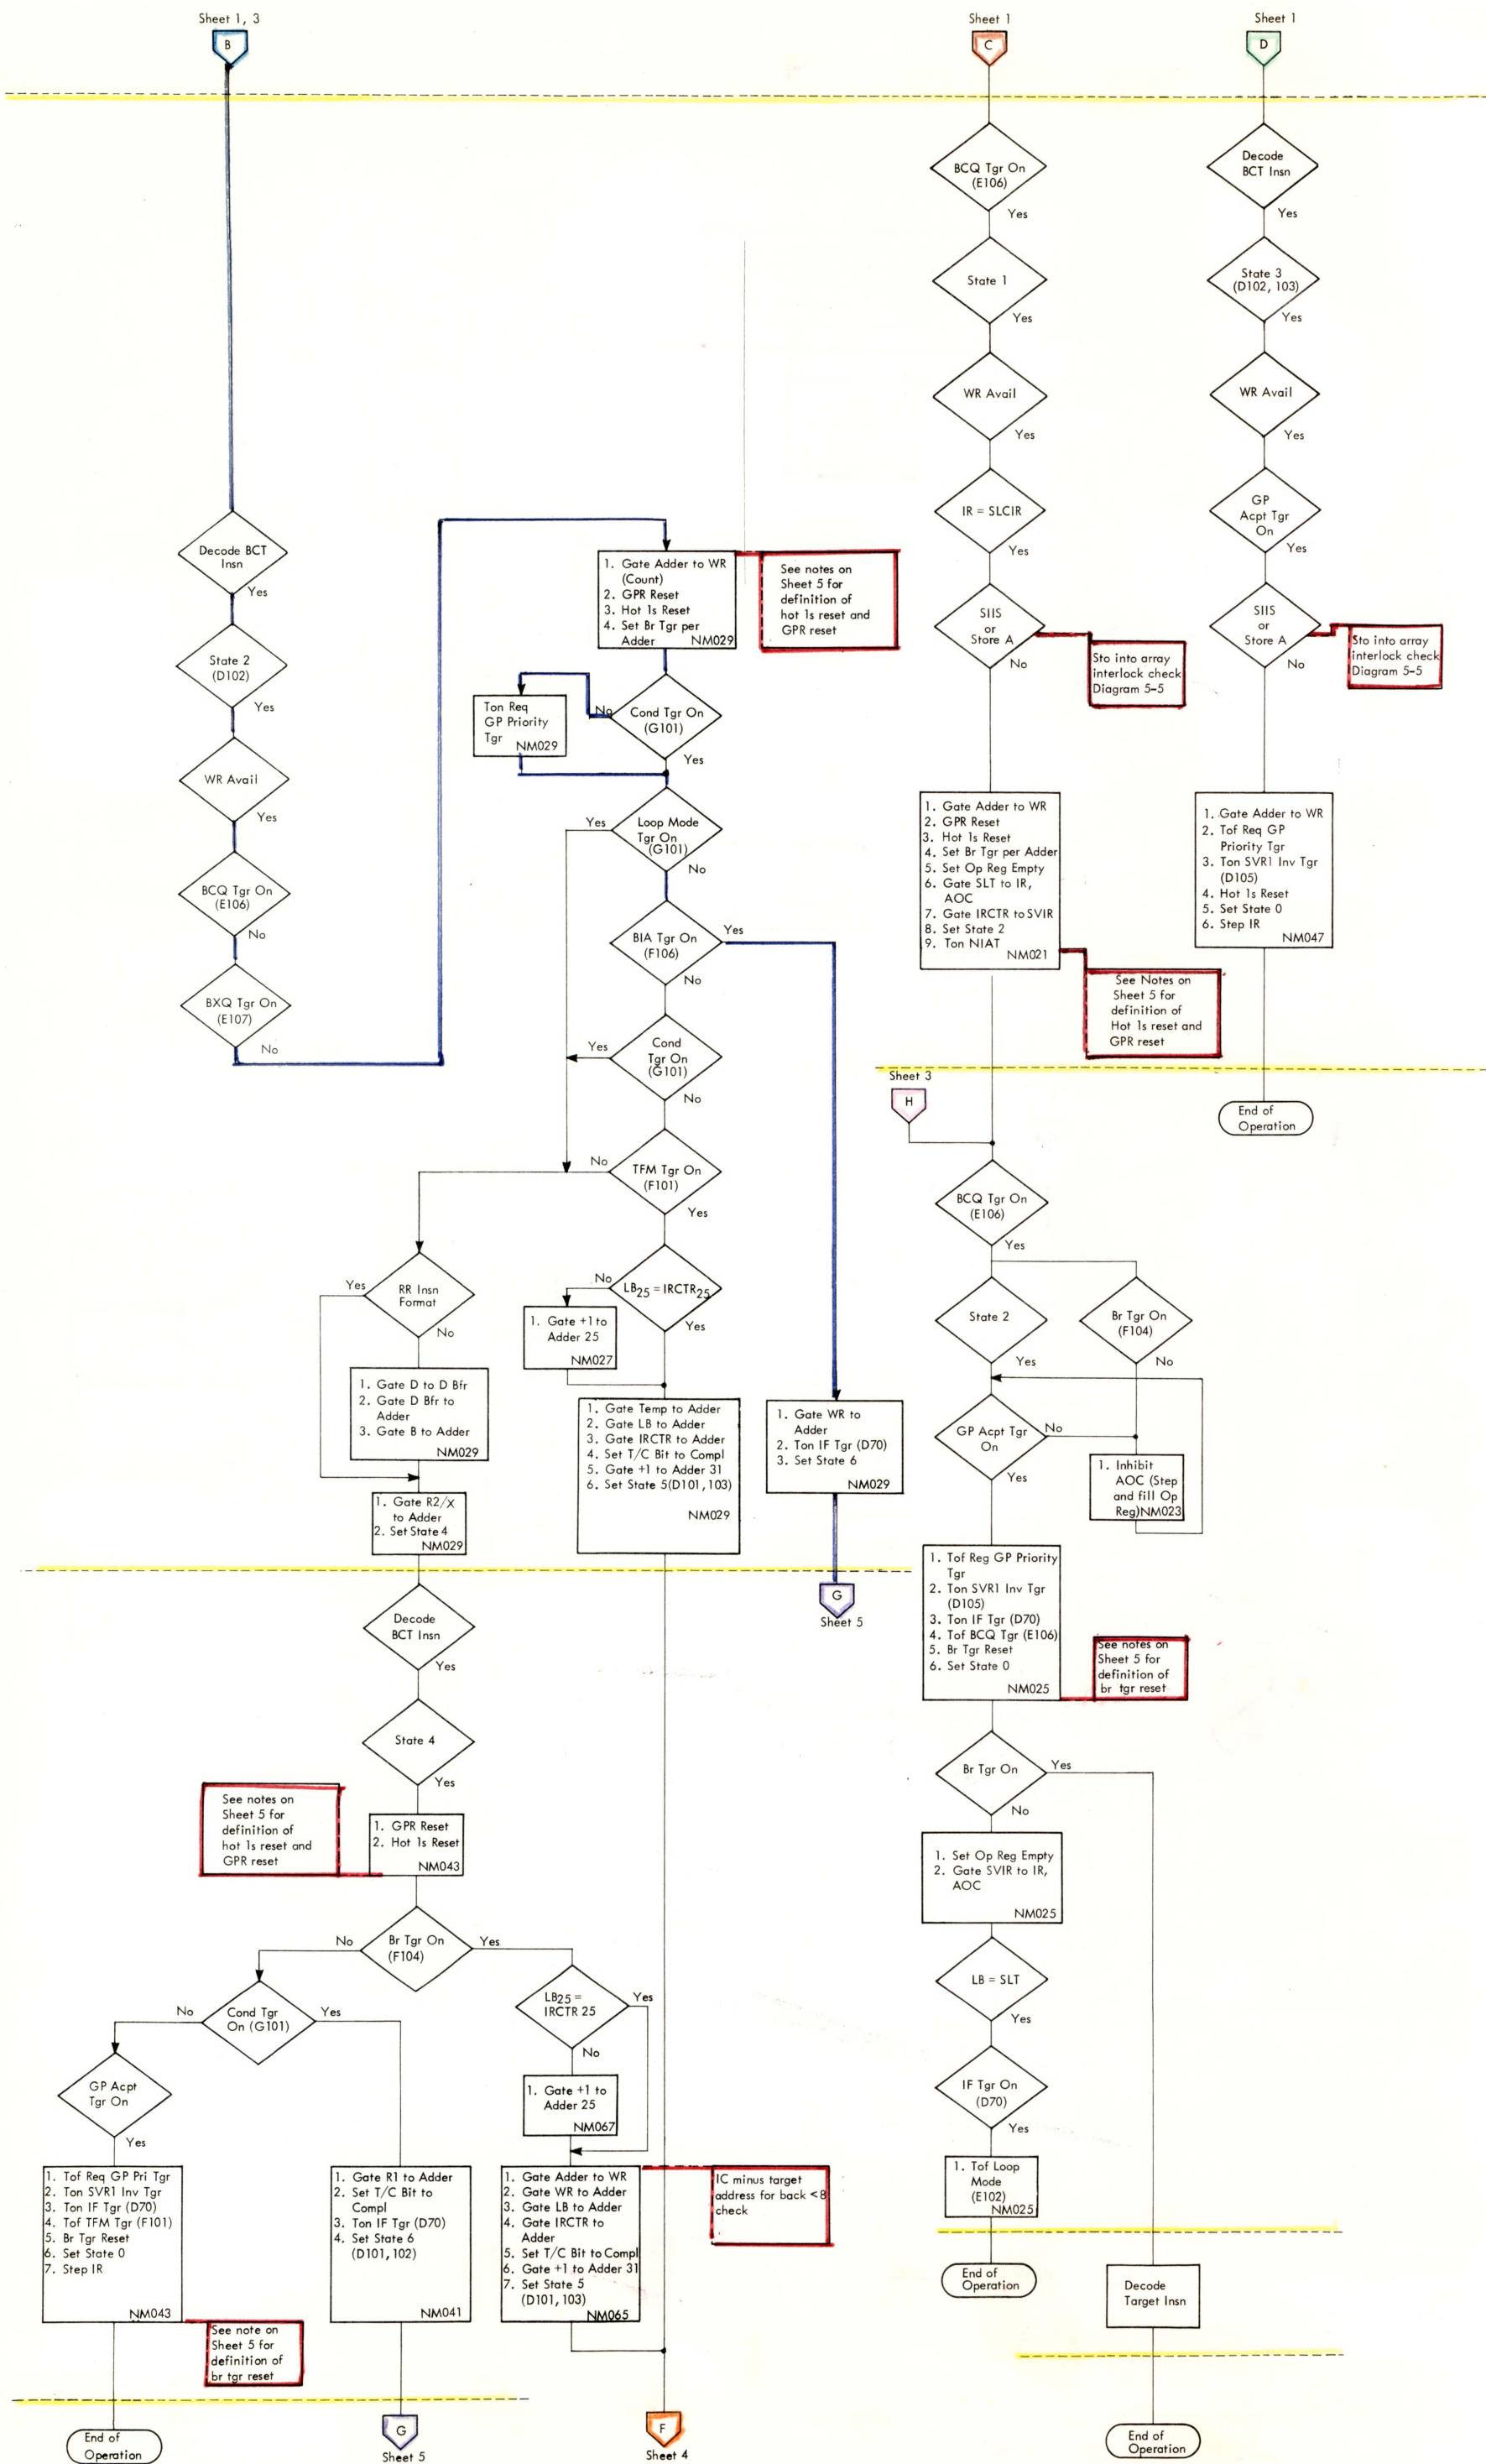 Sheet 1, 3
B
Sheet 1
C
Sheet 1
D
Decode BCT
Insn
Yes
State 2
(D102)
Yes
WR Avail
Yes
BCQ Tgr On
(E106)
No
BXQ Tgr On
(E107)
No
1. Gate Adder to WR
(Count)
2. GPR Reset
3. Hot 1s Reset
4. Set Br Tgr per
Adder
NM029
See notes on
Sheet 5 for
definition of
hot 1s reset and
GPR reset
Cond Tgr On
(G101)
No
Yes
Ton Req
GP Priority
Tgr
NM029
Loop Mode
Tgr On
(G101)
Yes
No
BIA Tgr On
(F106)
Yes
No
Cond
Tgr On
(G101)
Yes
No
TFM Tgr On
(F101)
No
Yes
LB25 = IRCTR25
No
Yes
1. Gate +1 to
Adder 25
NM027
RR Insn
Format
Yes
No
1. Gate D to D Bfr
2. Gate D Bfr to
Adder
3. Gate B to Adder
NM029
1. Gate R2/X
to Adder
2. Set State 4
NM029
1. Gate Temp to Adder
2. Gate LB to Adder
3. Gate IRCTR to Adder
4. Set T/C Bit to Compl
5. Gate +1 to Adder 31
6. Set State 5(D101, 103)
NM029
1. Gate WR to
Adder
2. Ton IF Tgr (D70)
3. Set State 6
NM029
G
Sheet 5
Decode
BCT Insn
Yes
State 4
Yes
See notes on
Sheet 5 for
definition of
hot 1s reset and
GPR reset
1. GPR Reset
2. Hot 1s Reset
NM043
Br Tgr On
(F104)
No
Yes
Cond Tgr
On (G101)
No
Yes
GP Acpt
Tgr On
Yes
LB25 =
IRCTR 25
Yes
No
1. Gate +1 to
Adder 25
NM067
1. Tof Req GP Pri Tgr
2. Ton SVR1 Inv Tgr
3. Ton IF Tgr (D70)
4. Tof TFM Tgr (F101)
5. Br Tgr Reset
6. Set State 0
7. Step IR
NM043
See note on
Sheet 5 for
definition of
br tgr reset
1. Gate R1 to Adder
2. Set T/C Bit to
Compl
3. Ton IF Tgr (D70)
4. Set State 6
(D101, 102)
NM041
1. Gate Adder to WR
2. Gate WR to Adder
3. Gate LB to Adder
4. Gate IRCTR to
Adder
5. Set T/C Bit to Compl
6. Gate +1 to Adder 31
7. Set State 5
(D101, 103)
NM065
IC minus target
address for back <8
check
End of
Operation
G
Sheet 5
F
Sheet 4
BCQ Tgr On
(E106)
Yes
State 1
Yes
WR Avail
Yes
IR = SLCIR
Yes
SIIS
or
Store A
No
Sto into array
interlock check
Diagram 5-5
1. Gate Adder to WR
2. GPR Reset
3. Hot 1s Reset
4. Set Br Tgr per Adder
5. Set Op Reg Empty
6. Gate SLT to IR,
AOC
7. Gate IRCTR to SVIR
8. Set State 2
9. Ton NIAT
NM021
See Notes on
Sheet 5 for
definition of
Hot 1s reset and
GPR reset
Decode
BCT Insn
Yes
State 3
(D102, 103)
Yes
WR Avail
Yes
GP
Acpt Tgr
On
Yes
SIIS
or
Store A
No
Sto into array
interlock check
Diagram 5-5
1. Gate Adder to WR
2. Tof Req GP
Priority Tgr
3. Ton SVR1 Inv Tgr
(D105)
4. Hot 1s Reset
5. Set State 0
6. Step IR
NM047
End of
Operation
Sheet 3
H
BCQ Tgr On
(E106)
Yes
State 2
Yes
Br Tgr On
(F104)
No
GP Acpt Tgr
On
No
Yes
1. Inhibit
AOC (Step
and fill Op
Reg)NM023
1. Tof Reg GP Priority
Tgr
2. Ton SVR1 Inv Tgr
(D105)
3. Ton IF Tgr (D70)
4. Tof BCQ Tgr (E106)
5. Br Tgr Reset
6. Set State 0
NM025
See notes on
Sheet 5 for
definition of
br tgr reset
Br Tgr On
Yes
No
1. Set Op Reg Empty
2. Gate SVIR to IR,
AOC
NM025
LB = SLT
Yes
IF Tgr On
(D70)
Yes
1. Tof Loop
Mode
(E102)
NM025
End of
Operation
Decode
Target Insn
End of
Operation